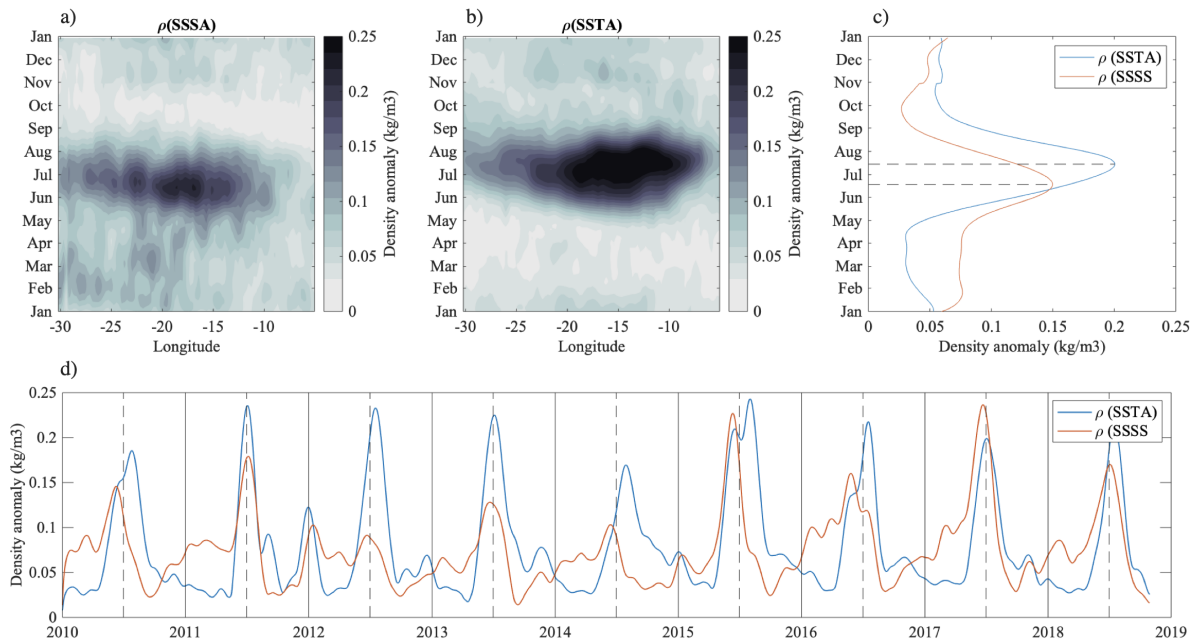 a)
ρ(SSSA)
Jan
Dec
Nov
Oct
Sep
Aug
Jul
Jun
May
Apr
Mar
Feb
Jan
-30 -25 -20 -15 -10
Longitude
0.25
0.2
0.15
0.1
0.05
0
Density anomaly (kg/m3)
b)
ρ(SSTA)
Jan
Dec
Nov
Oct
Sep
Aug
Jul
Jun
May
Apr
Mar
Feb
Jan
-30 -25 -20 -15 -10
Longitude
0.25
0.2
0.15
0.1
0.05
0
Density anomaly (kg/m3)
c)
Jan
Dec
Nov
Oct
Sep
Aug
Jul
Jun
May
Apr
Mar
Feb
Jan
ρ (SSTA)
ρ (SSSS
0 0.05 0.1 0.15 0.2 0.25
Density anomaly (kg/m3)
d)
0.25
0.2
0.15
0.1
0.05
0
Density anomaly (kg/m3)
ρ (SSTA)
ρ (SSSS
2010 2011 2012 2013 2014 2015 2016 2017 2018 2019